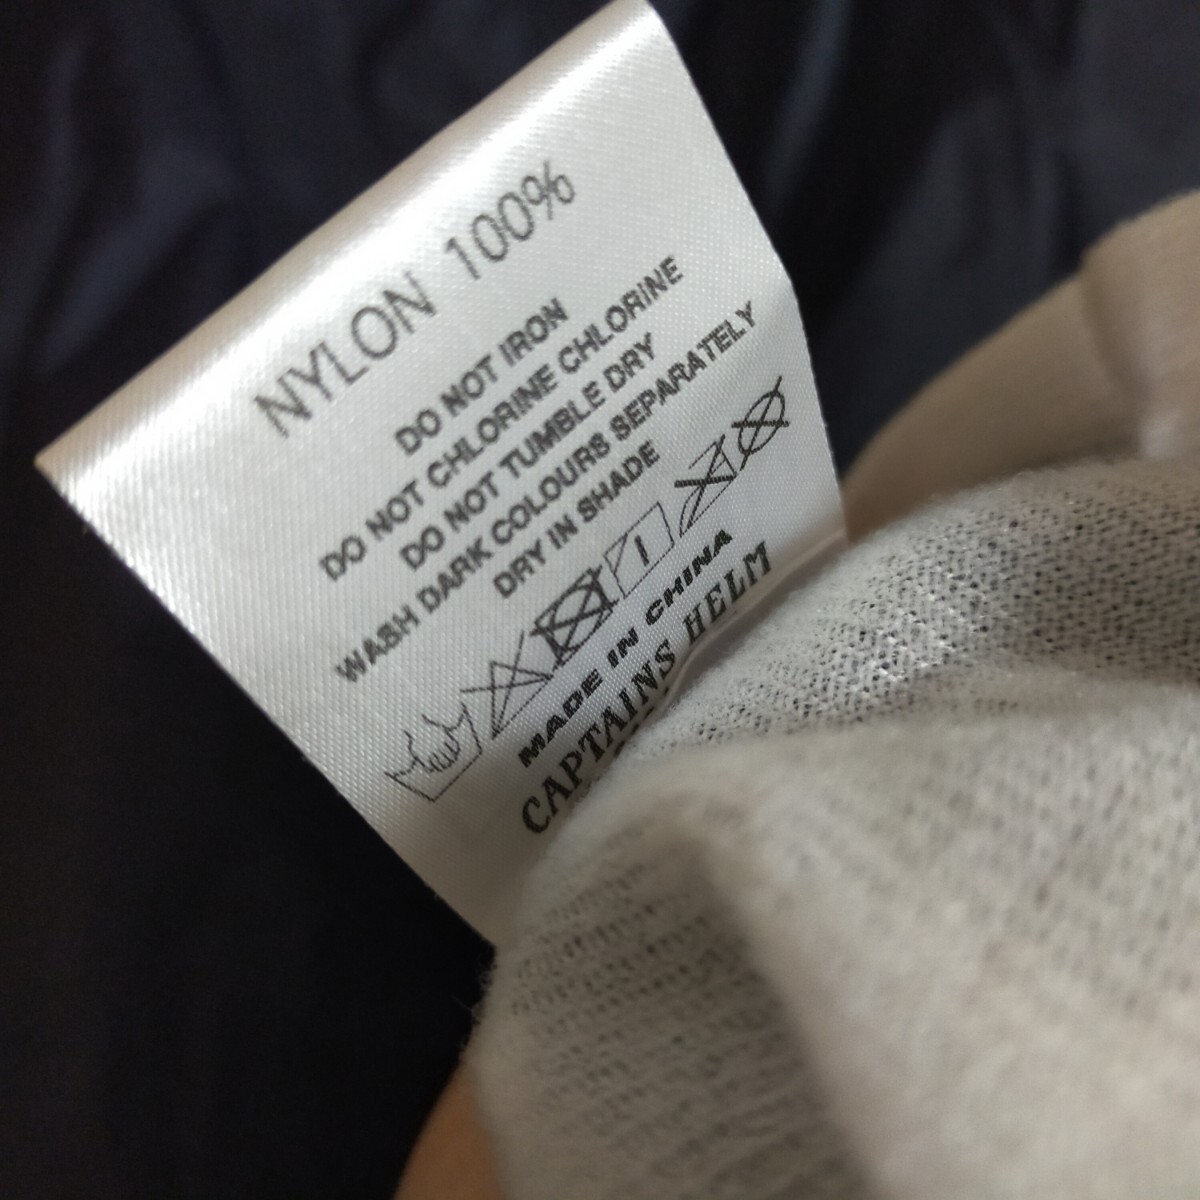 NYLON 100%
DO NOT IRON
DO NOT CHLORINE CHLORINE
DO NOT TUMBLE DRY
WASH DARK COLOURS SEPARATELY
DRY IN SHADE
MADE IN CHINA
CAPTAINS HELM